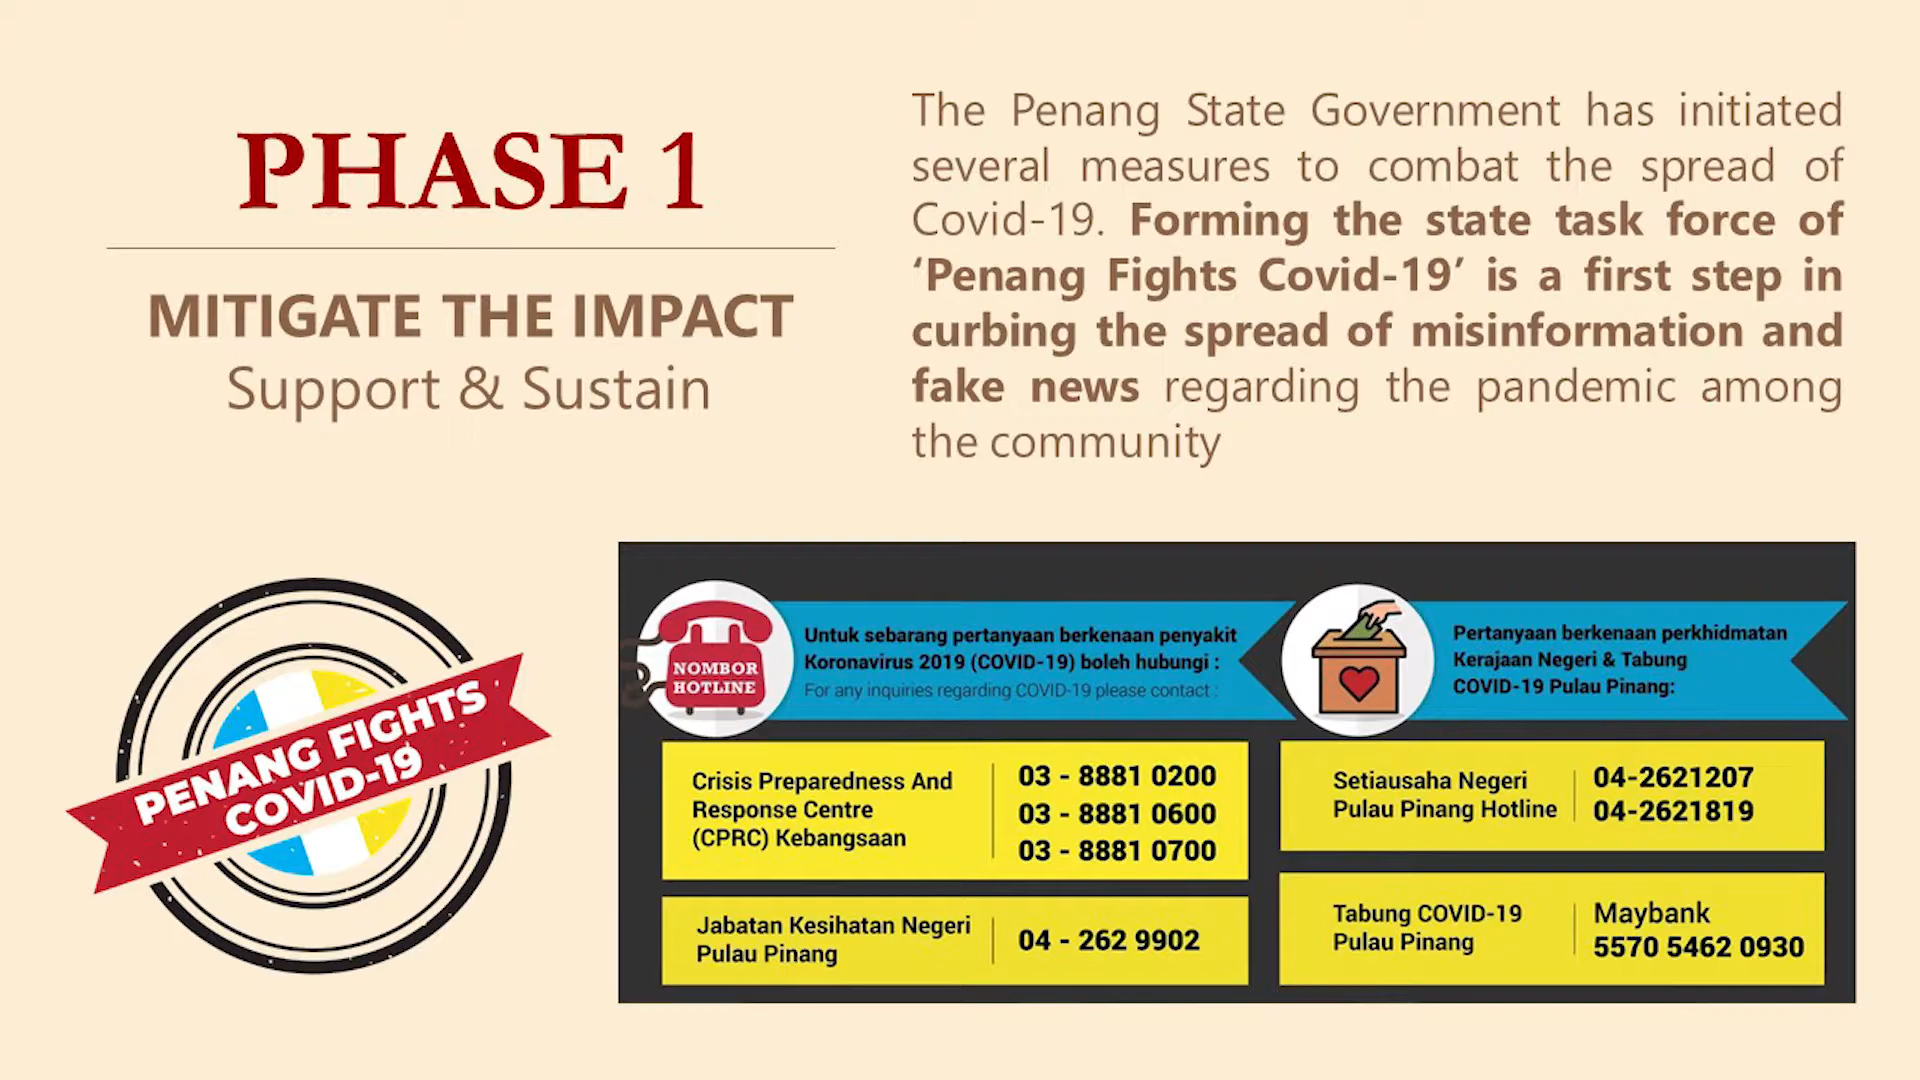 PHASE 1
MITIGATE THE IMPACT
Support & Sustain
The Penang State Government has initiated
several measures to combat the spread of
Covid-19. Forming the state task force of
‘Penang Fights Covid-19’ is a first step in
curbing the spread of misinformation and
fake news regarding the pandemic among
the community
PENANG FIGHTS
COVID-19
NOMBOR
HOTLINE
Untuk sebarang pertanyaan berkenaan penyakit
Koronavirus 2019 (COVID-19) boleh hubungi :
For any inquiries regarding COVID-19 please contact :
Crisis Preparedness And
Response Centre
(CPRC) Kebangsaan
03 - 8881 0200
03 - 8881 0600
03 - 8881 0700
Jabatan Kesihatan Negeri
Pulau Pinang
04 - 262 9902
Pertanyaan berkenaan perkhidmatan
Kerajaan Negeri & Tabung
COVID-19 Pulau Pinang:
Setiausaha Negeri
Pulau Pinang Hotline
04-2621207
04-2621819
Tabung COVID-19
Pulau Pinang
Maybank
5570 5462 0930